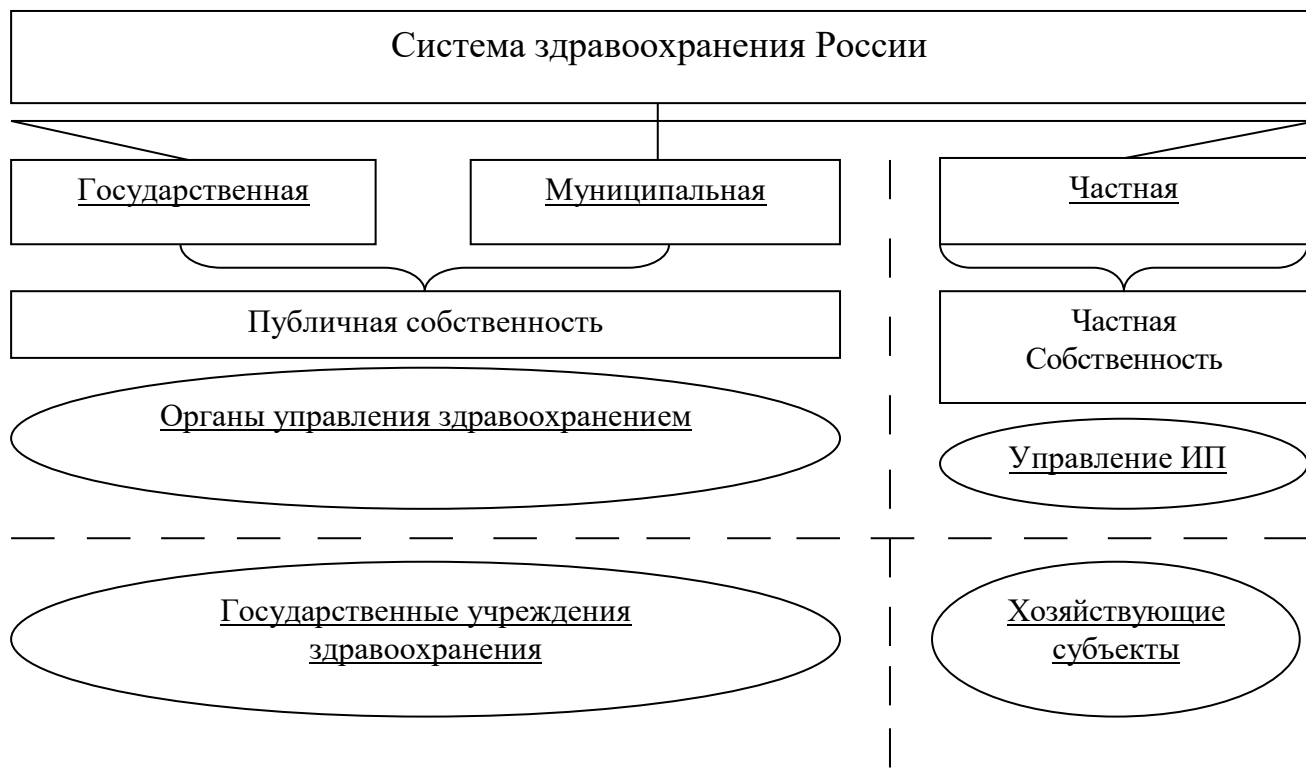 Система здравоохранения России
Государственная
Муниципальная
Частная
Публичная собственность
Частная
Собственность
Органы управления здравоохранением
Управление ИП
Государственные учреждения
здравоохранения
Хозяйствующие
субъекты